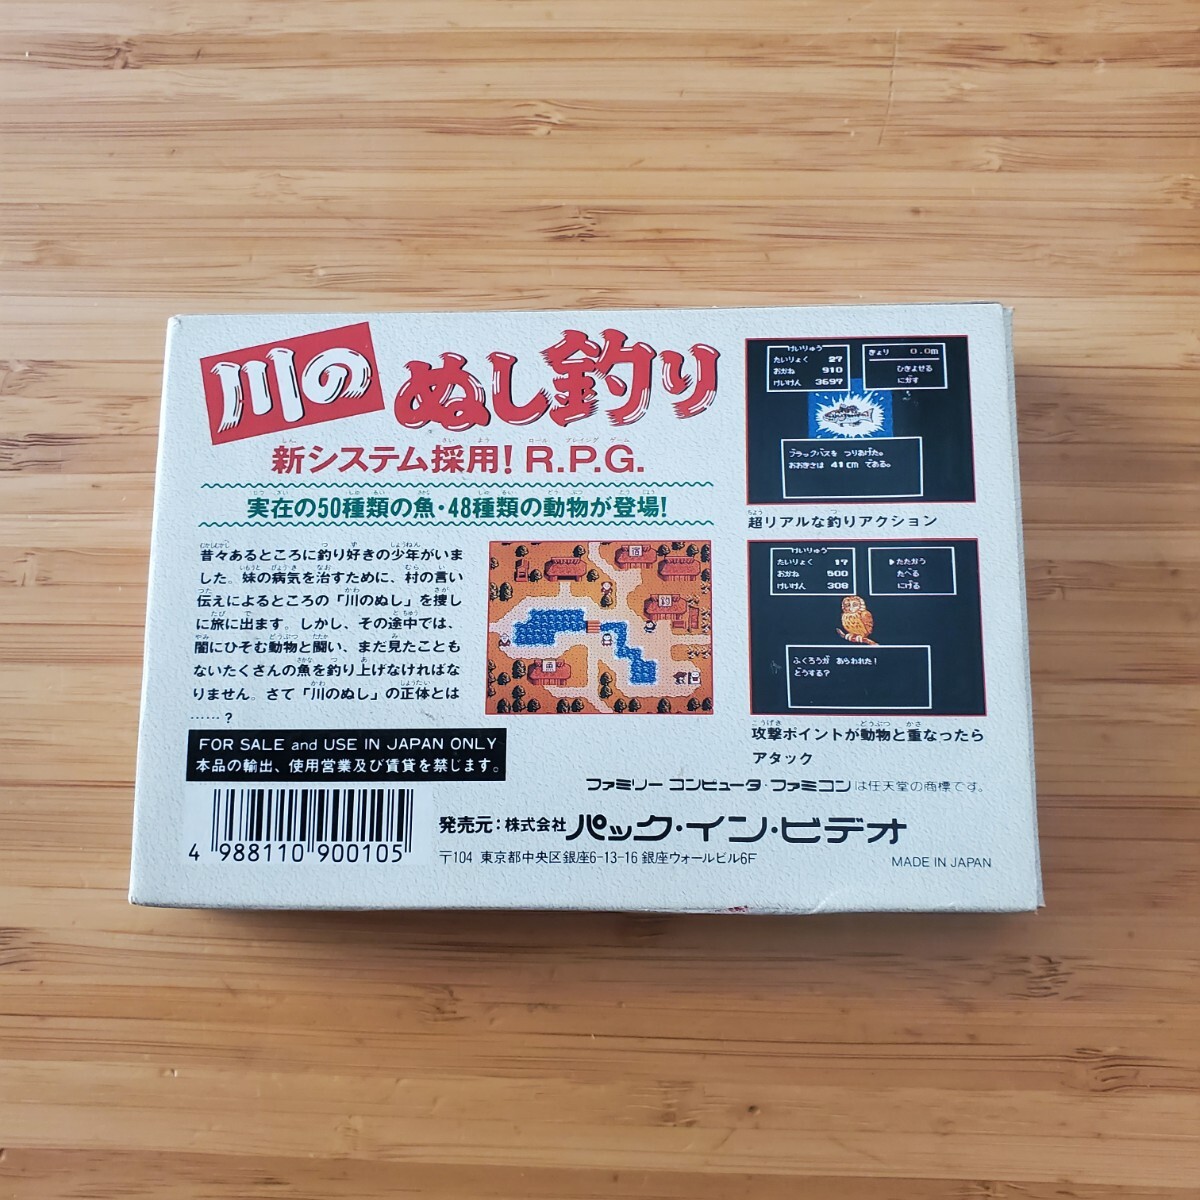 川の ぬし釣り
新システム採用! R.P.G.
実在の50種類の魚・48種類の動物が登場!
昔々あるところに釣り好きの少年がいま
した。妹の病気を治すために、村の言い
伝えによるところの「川のぬし」を捜し
に旅に出ます。しかし、その途中では、
闇にひそむ動物と闘い、まだ見たことも
ないたくさんの魚を釣り上げなければな
りません。さて「川のぬし」の正体とは
……?
FOR SALE and USE IN JAPAN ONLY
本品の輸出、使用営業及び賃貸を禁じます。
4 988110 900105
宿
釣
魚
けいりゅう
たいりょく 27
おかね 910
けいけん 3697
きょり 0.0m
ひきよせる
にがす
ブラックバスを つりあげた。
おおきさは 41cm である。
超リアルな釣りアクション
けいりゅう
たいりょく 17
おかね 500
けいけん 308
▶たたかう
たべる
にげる
ふくろうが あらわれた!
どうする?
攻撃ポイントが動物と重なったら
アタック
ファミリー コンピュータ・ファミコンは任天堂の商標です。
発売元:株式会社 パック・イン・ビデオ
〒104 東京都中央区銀座6-13-16 銀座ウォールビル6F
MADE IN JAPAN